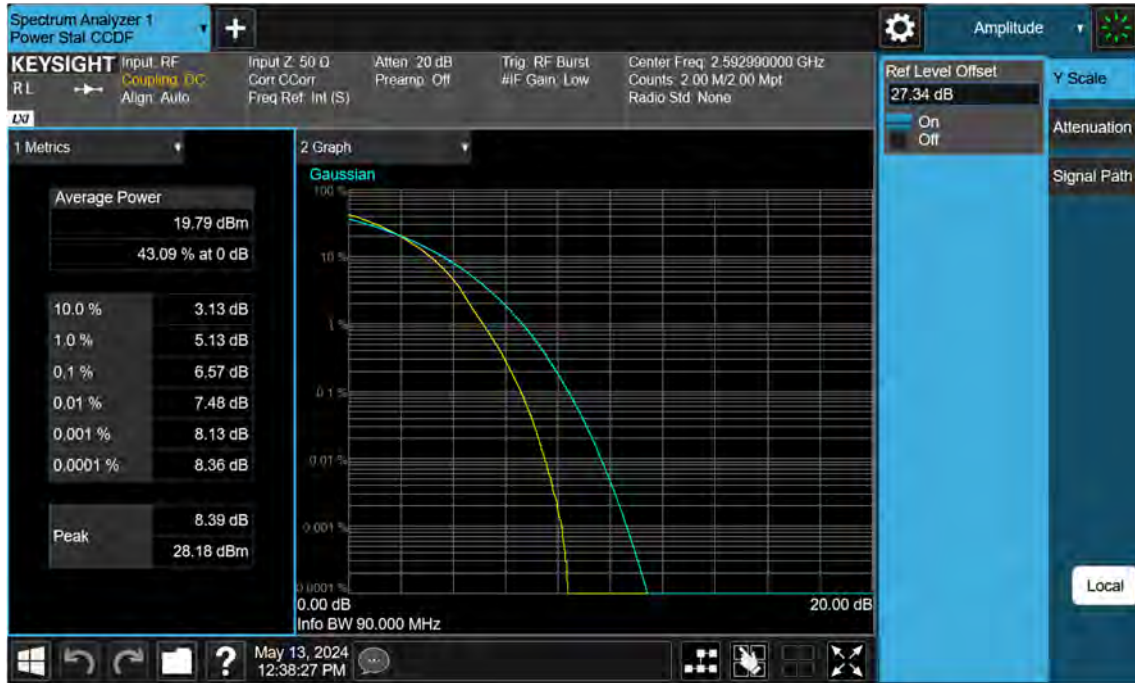 Spectrum Analyzer 1
Power Stat CCDF
+
Amplitude
KEYSIGHT
Input: RF
Input Z: 50 Ω
Atten: 20 dB
Trig: RF Burst
Center Freq: 2.592990000 GHz
RL
Coupling: DC
Corr CCorr
Preamp: Off
#IF Gain: Low
Counts: 2.00 M/2.00 Mpt
Align: Auto
Freq Ref: Int (S)
Radio Std: None
LXI
Ref Level Offset
27.34 dB
On
Off
Y Scale
Attenuation
Signal Path
1 Metrics
Average Power
19.79 dBm
43.09 % at 0 dB
10.0 % 3.13 dB
1.0 % 5.13 dB
0.1 % 6.57 dB
0.01 % 7.48 dB
0.001 % 8.13 dB
0.0001 % 8.36 dB
Peak
8.39 dB
28.18 dBm
2 Graph
Gaussian
100 %
10 %
1 %
0.1 %
0.01 %
0.001 %
0.0001 %
0.00 dB 20.00 dB
Info BW 90.000 MHz
Local
?
May 13, 2024
12:38:27 PM